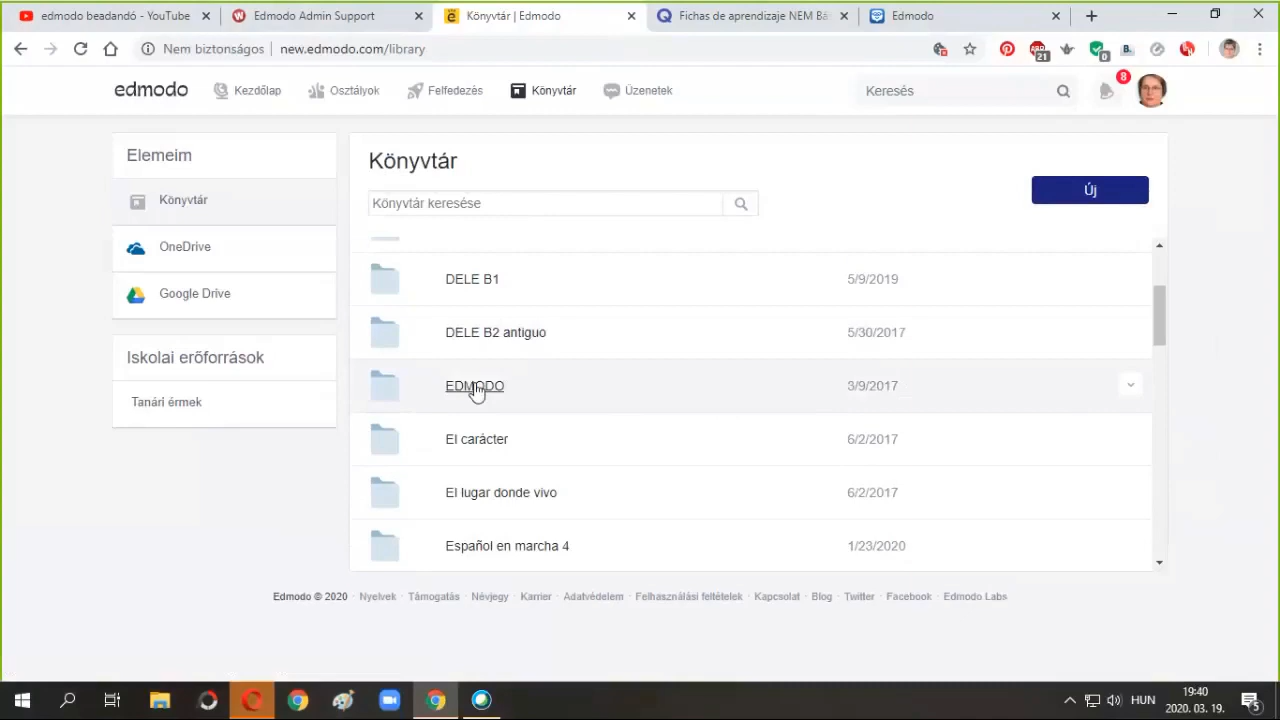 edmodo beadandó - YouTube
Edmodo Admin Support
Könyvtár | Edmodo
Fichas de aprendizaje NEM Bá
Edmodo
Nem biztonságos | new.edmodo.com/library
21
0
edmodo
Kezdőlap
Osztályok
Felfedezés
Könyvtár
Üzenetek
Keresés
8
Elemeim
Könyvtár
OneDrive
Google Drive
Iskolai erőforrások
Tanári érmek
Könyvtár
Könyvtár keresése
Új
DELE B1 5/9/2019
DELE B2 antiguo 5/30/2017
EDMODO 3/9/2017
El carácter 6/2/2017
El lugar donde vivo 6/2/2017
Español en marcha 4 1/23/2020
Edmodo © 2020 · Nyelvek · Támogatás · Névjegy · Karrier · Adatvédelem · Felhasználási feltételek · Kapcsolat · Blog · Twitter · Facebook · Edmodo Labs
HUN
19:40
2020. 03. 19.
5